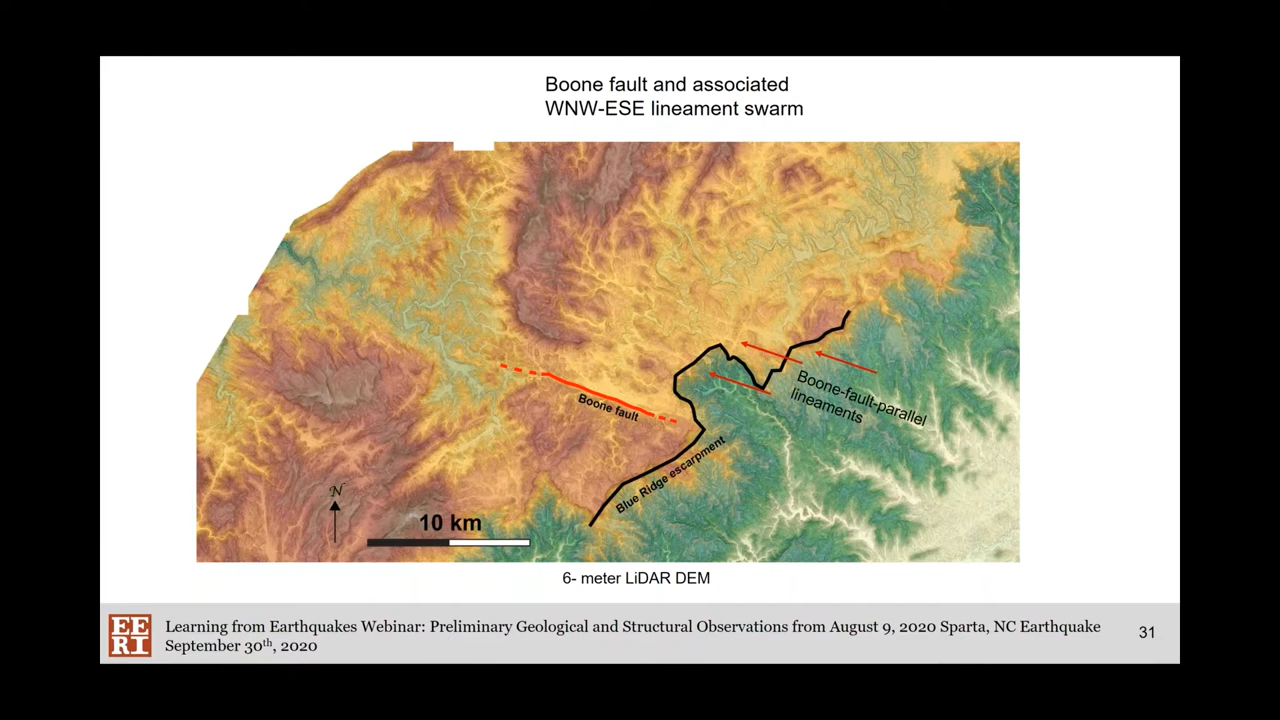 Boone fault and associated
WNW-ESE lineament swarm
Boone fault
Boone-fault-parallel
lineaments
Blue Ridge escarpment
N
10 km
6- meter LiDAR DEM
EE
RI
Learning from Earthquakes Webinar: Preliminary Geological and Structural Observations from August 9, 2020 Sparta, NC Earthquake
September 30th, 2020
31